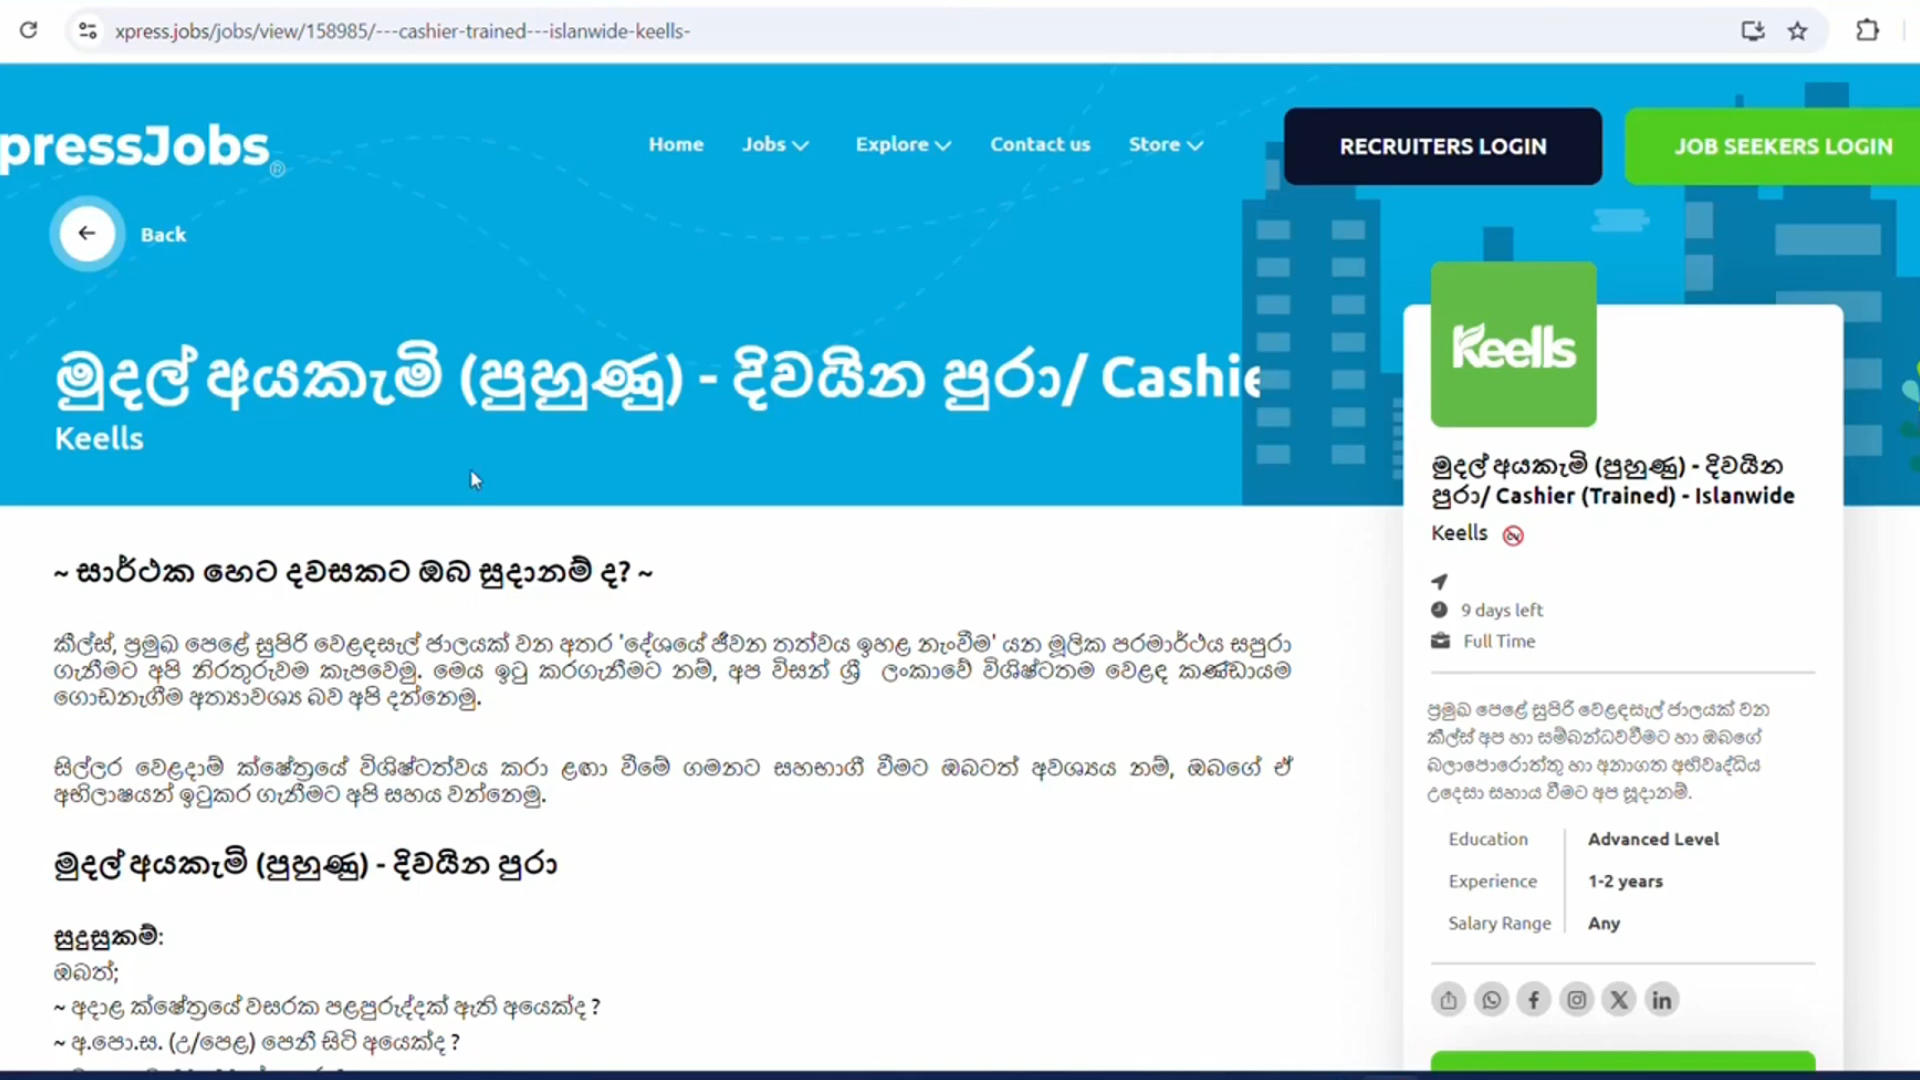 xpress.jobs/jobs/view/158985/---cashier-trained---islanwide-keells-
pressJobs®
Home
Jobs
Explore
Contact us
Store
RECRUITERS LOGIN
JOB SEEKERS LOGIN
Back
මුදල් අයකැමි (පුහුණු) - දිවයින පුරා/ Cashie
Keells
~ සාර්ථක හෙට දවසකට ඔබ සුදානම් ද? ~
කීල්ස්, ප්‍රමුඛ පෙළේ සුපිරි වෙළඳසැල් ජාලයක් වන අතර 'දේශයේ ජීවන තත්වය ඉහළ නැංවීම' යන මූලික පරමාර්ථය සපුරා
ගැනීමට අපි නිරතුරුවම කැපවෙමු. මෙය ඉටු කරගැනීමට නම්, අප විසන් ශ්‍රී ලංකාවේ විශිෂ්ටතම වෙළඳ කණ්ඩායම
ගොඩනැගීම අත්‍යාවශ්‍ය බව අපි දන්නෙමු.
සිල්ලර වෙළදාම් ක්ෂේත්‍රයේ විශිෂ්ටත්වය කරා ළඟා වීමේ ගමනට සහභාගී වීමට ඔබටත් අවශ්‍යය නම්, ඔබගේ ඒ
අභිලාෂයන් ඉටුකර ගැනීමට අපි සහය වන්නෙමු.
මුදල් අයකැමි (පුහුණු) - දිවයින පුරා
සුදුසුකම්:
ඔබත්;
~ අදාළ ක්ෂේත්‍රයේ වසරක පළපුරුද්දක් ඇති අයෙක්ද ?
~ අ.පො.ස. (උ/පෙළ) පෙනී සිටි අයෙක්ද ?
Keells
මුදල් අයකැමි (පුහුණු) - දිවයින
පුරා/ Cashier (Trained) - Islanwide
Keells
9 days left
Full Time
ප්‍රමුඛ පෙළේ සුපිරි වෙළඳසැල් ජාලයක් වන
කීල්ස් අප හා සම්බන්ධවවීමට හා ඔබගේ
බලාපොරොත්තු හා අනාගත අභිවෘද්ධිය
උදෙසා සහාය වීමට අප සූදානම්.
Education Advanced Level
Experience 1-2 years
Salary Range Any